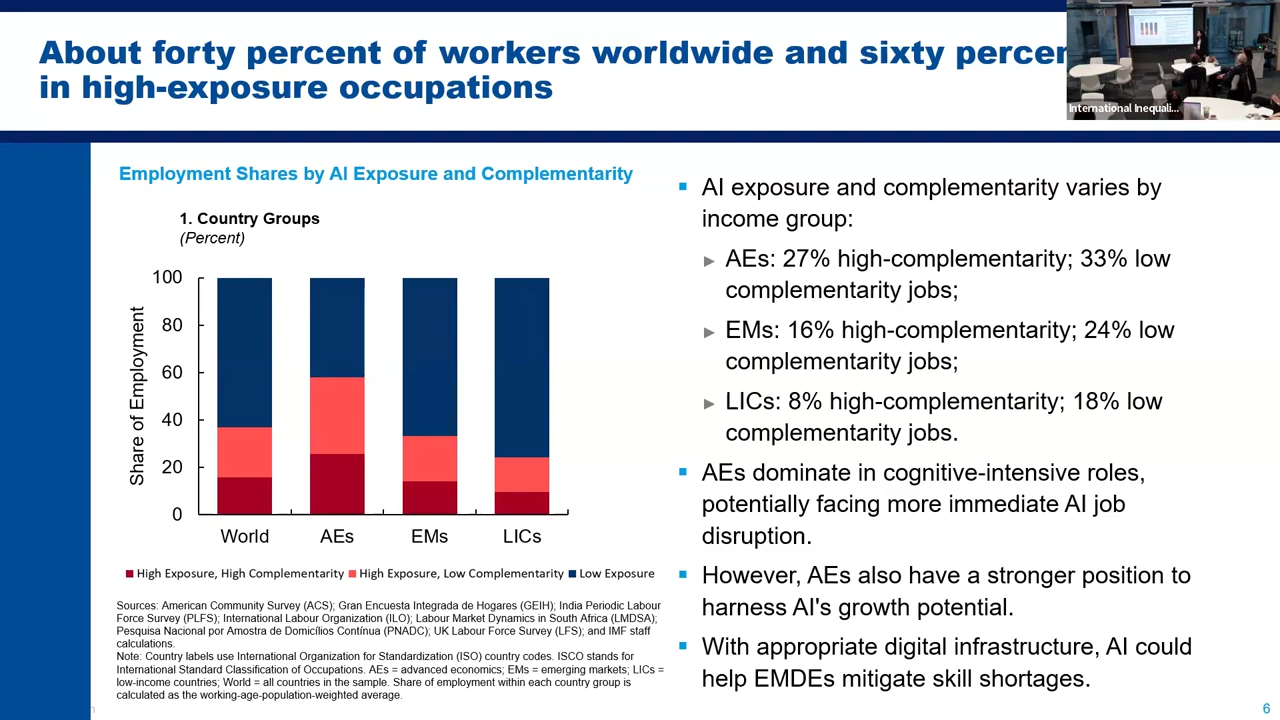 About forty percent of workers worldwide and sixty
in high-exposure occupations
International Inequali...
Employment Shares by AI Exposure and Complementarity
1. Country Groups
(Percent)
Share of Employment
100
80
60
40
20
0
World AEs EMs LICs
High Exposure, High Complementarity High Exposure, Low Complementarity Low Exposure
Sources: American Community Survey (ACS); Gran Encuesta Integrada de Hogares (GEIH); India Periodic Labour
Force Survey (PLFS); International Labour Organization (ILO); Labour Market Dynamics in South Africa (LMDSA);
Pesquisa Nacional por Amostra de Domicílios Contínua (PNADC); UK Labour Force Survey (LFS); and IMF staff
calculations.
Note: Country labels use International Organization for Standardization (ISO) country codes. ISCO stands for
International Standard Classification of Occupations. AEs = advanced economics; EMs = emerging markets; LICs =
low-income countries; World = all countries in the sample. Share of employment within each country group is
calculated as the working-age-population-weighted average.
AI exposure and complementarity varies by
income group:
AEs: 27% high-complementarity; 33% low
complementarity jobs;
EMs: 16% high-complementarity; 24% low
complementarity jobs;
LICs: 8% high-complementarity; 18% low
complementarity jobs.
AEs dominate in cognitive-intensive roles,
potentially facing more immediate AI job
disruption.
However, AEs also have a stronger position to
harness AI's growth potential.
With appropriate digital infrastructure, AI could
help EMDEs mitigate skill shortages.
6